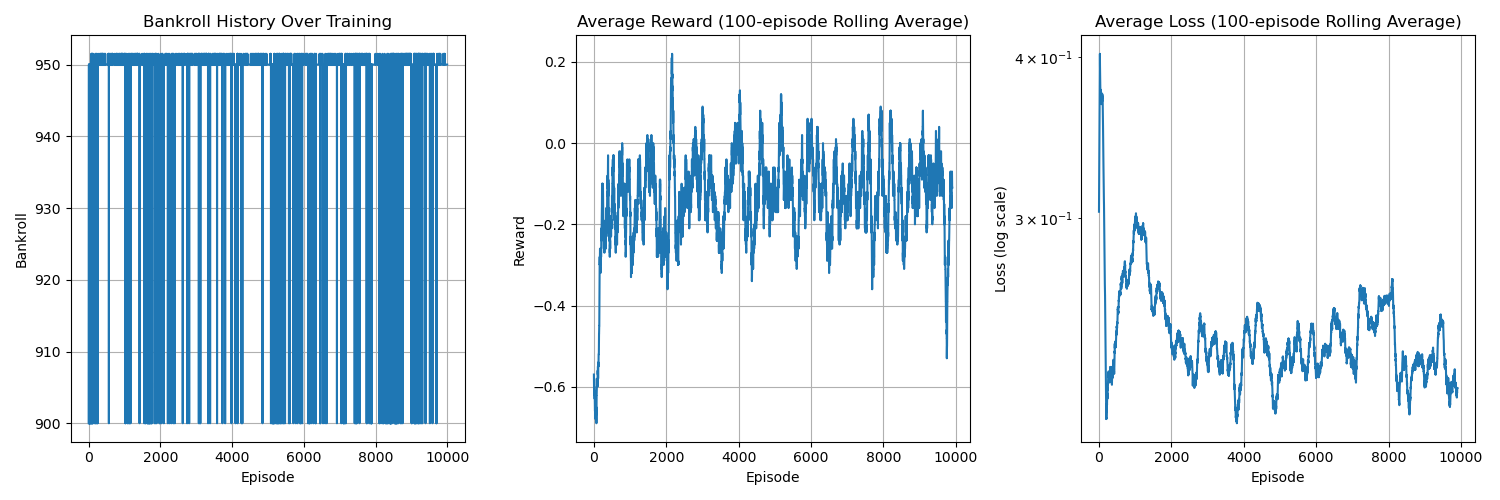 Bankroll History Over Training
Bankroll
950
940
930
920
910
900
0 2000 4000 6000 8000 10000
Episode
Average Reward (100-episode Rolling Average)
Reward
0.2
0.0
−0.2
−0.4
−0.6
0 2000 4000 6000 8000 10000
Episode
Average Loss (100-episode Rolling Average)
Loss (log scale)
4 × 10⁻¹
3 × 10⁻¹
0 2000 4000 6000 8000 10000
Episode